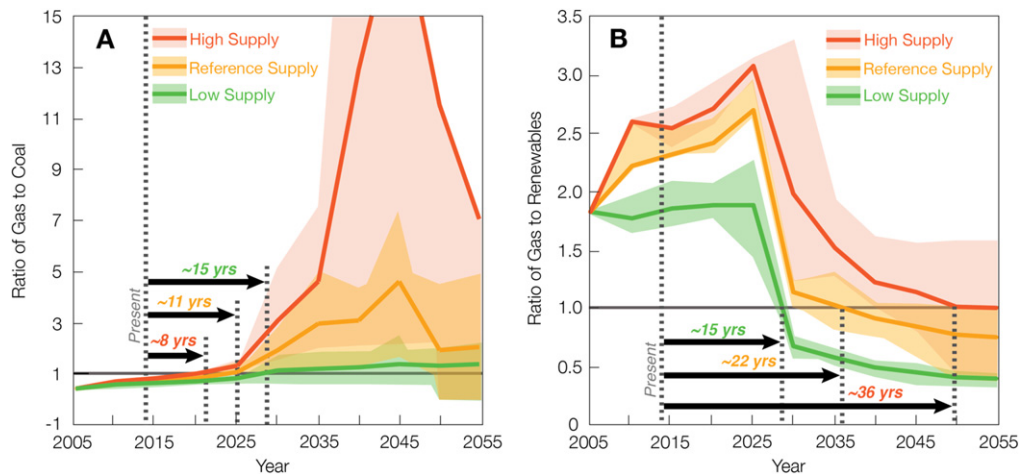 A
High Supply
Reference Supply
Low Supply
15
13
11
9
7
5
3
1
-1
Ratio of Gas to Coal
Present
~15 yrs
~11 yrs
~8 yrs
2005
2015
2025
2035
2045
2055
Year
B
High Supply
Reference Supply
Low Supply
3.5
3.0
2.5
2.0
1.5
1.0
0.5
0
Ratio of Gas to Renewables
Present
~15 yrs
~22 yrs
~36 yrs
2005
2015
2025
2035
2045
2055
Year